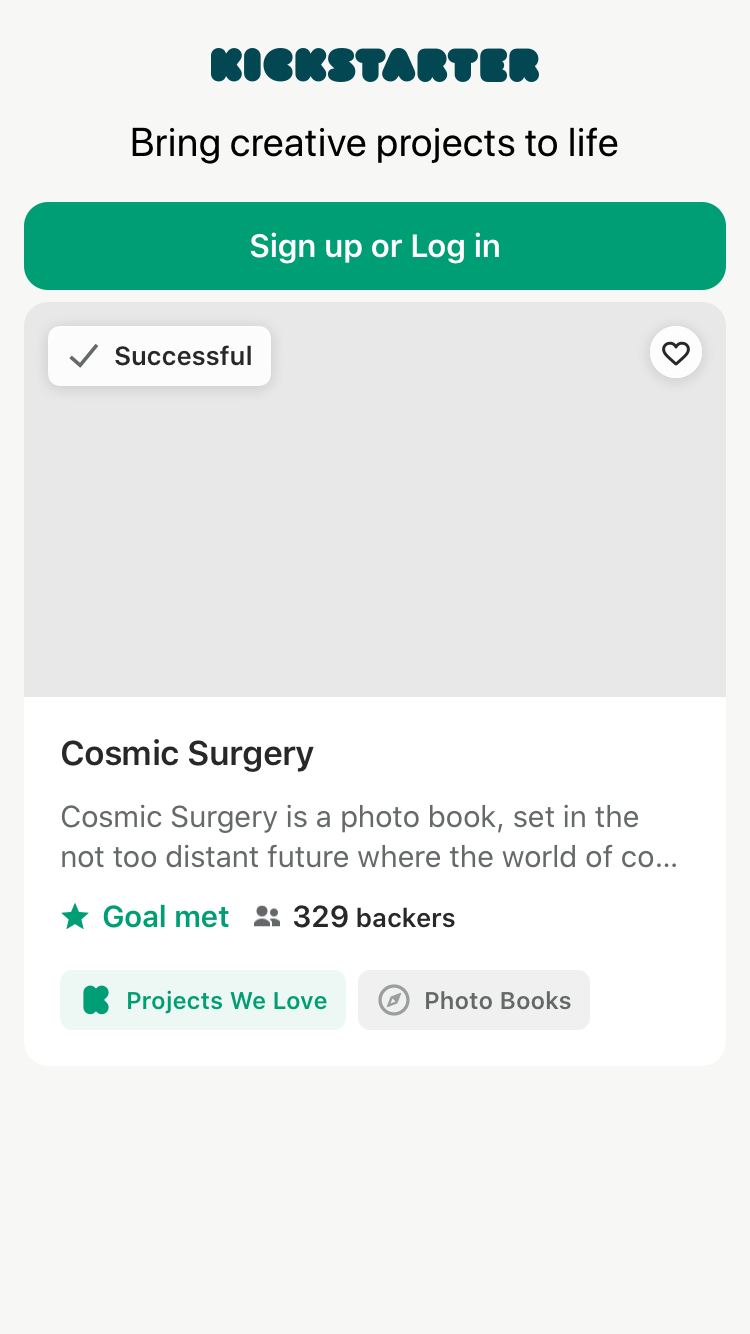 KICKSTARTER
Bring creative projects to life
Sign up or Log in
Successful
Cosmic Surgery
Cosmic Surgery is a photo book, set in the
not too distant future where the world of co...
Goal met 329 backers
Projects We Love Photo Books